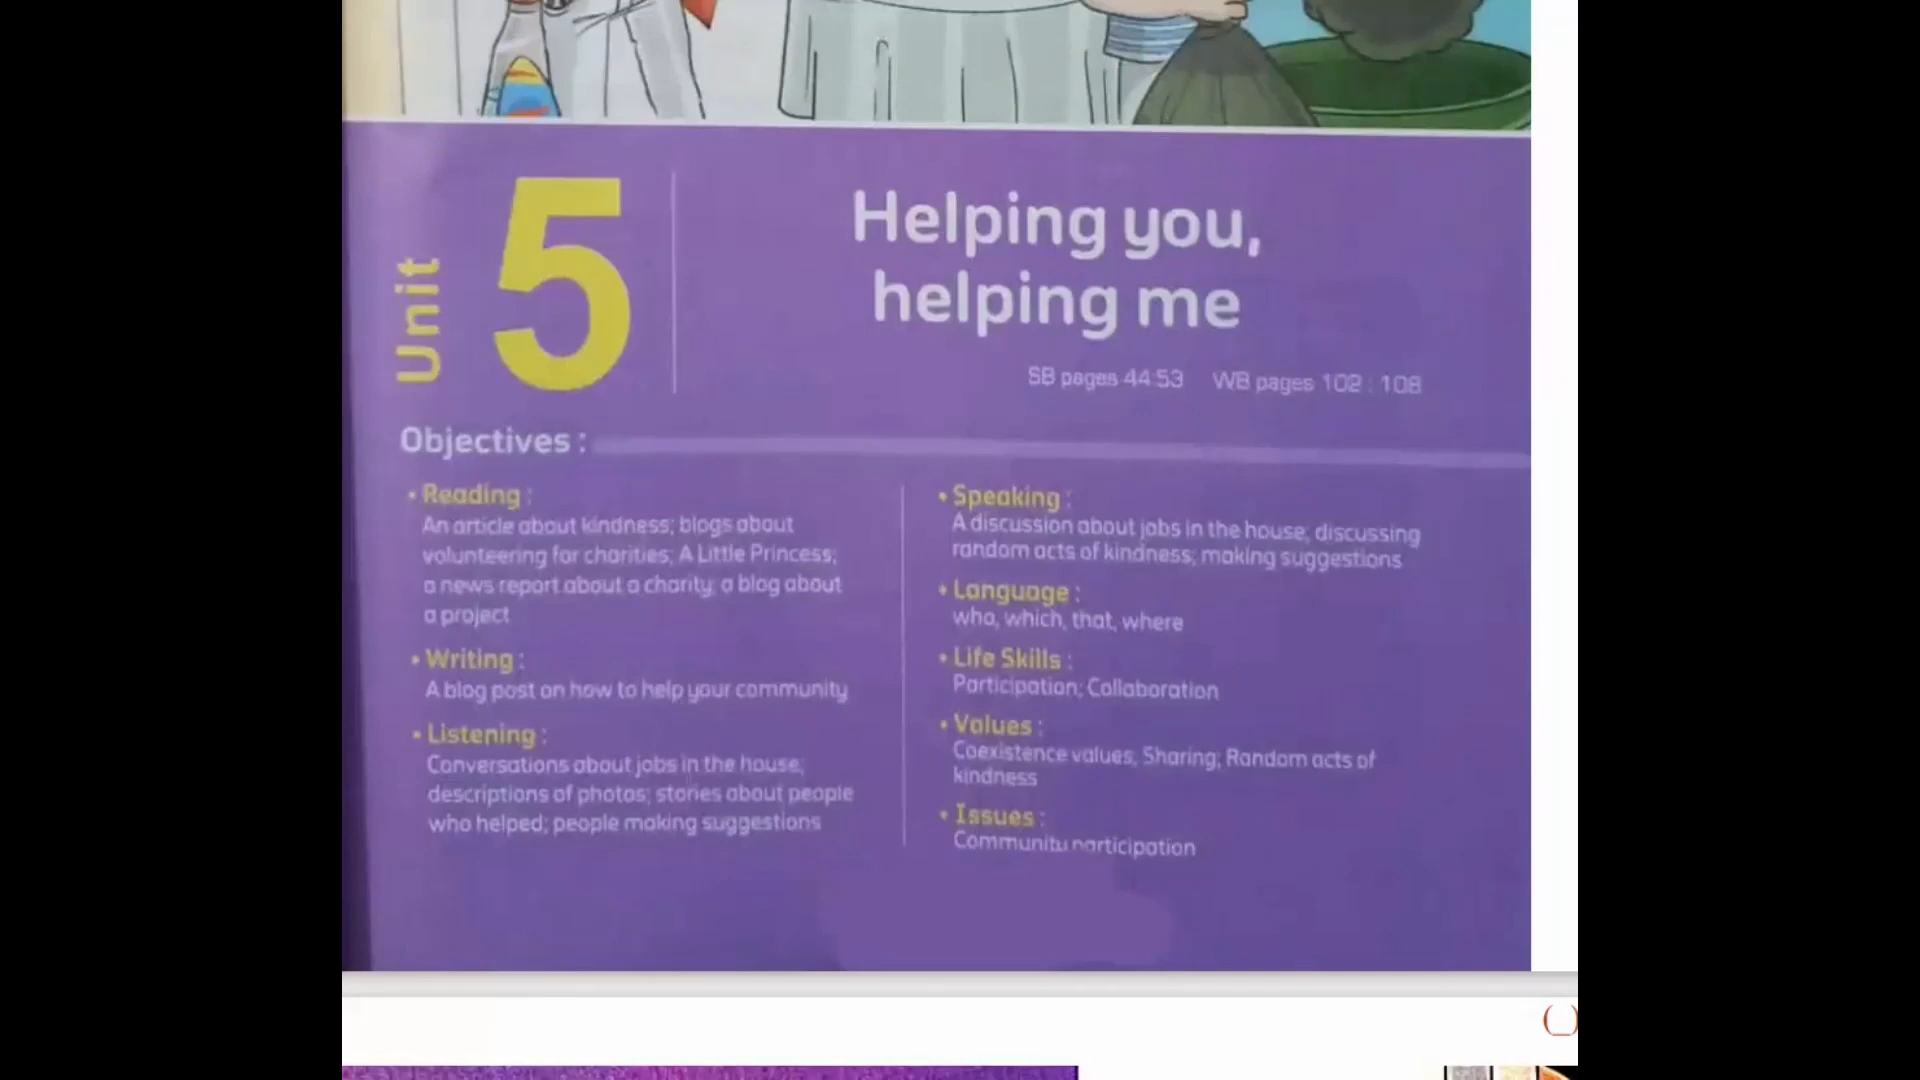 Unit 5
Helping you,
helping me
SB pages 44:53 WB pages 102 : 108
Objectives :
• Reading :
An article about kindness; blogs about
volunteering for charities; A Little Princess;
a news report about a charity; a blog about
a project
• Writing :
A blog post on how to help your community
• Listening :
Conversations about jobs in the house;
descriptions of photos; stories about people
who helped; people making suggestions
• Speaking :
A discussion about jobs in the house; discussing
random acts of kindness; making suggestions
• Language :
who, which, that, where
• Life Skills :
Participation; Collaboration
• Values :
Coexistence values; Sharing; Random acts of
kindness
• Issues :
Community participation
(_)